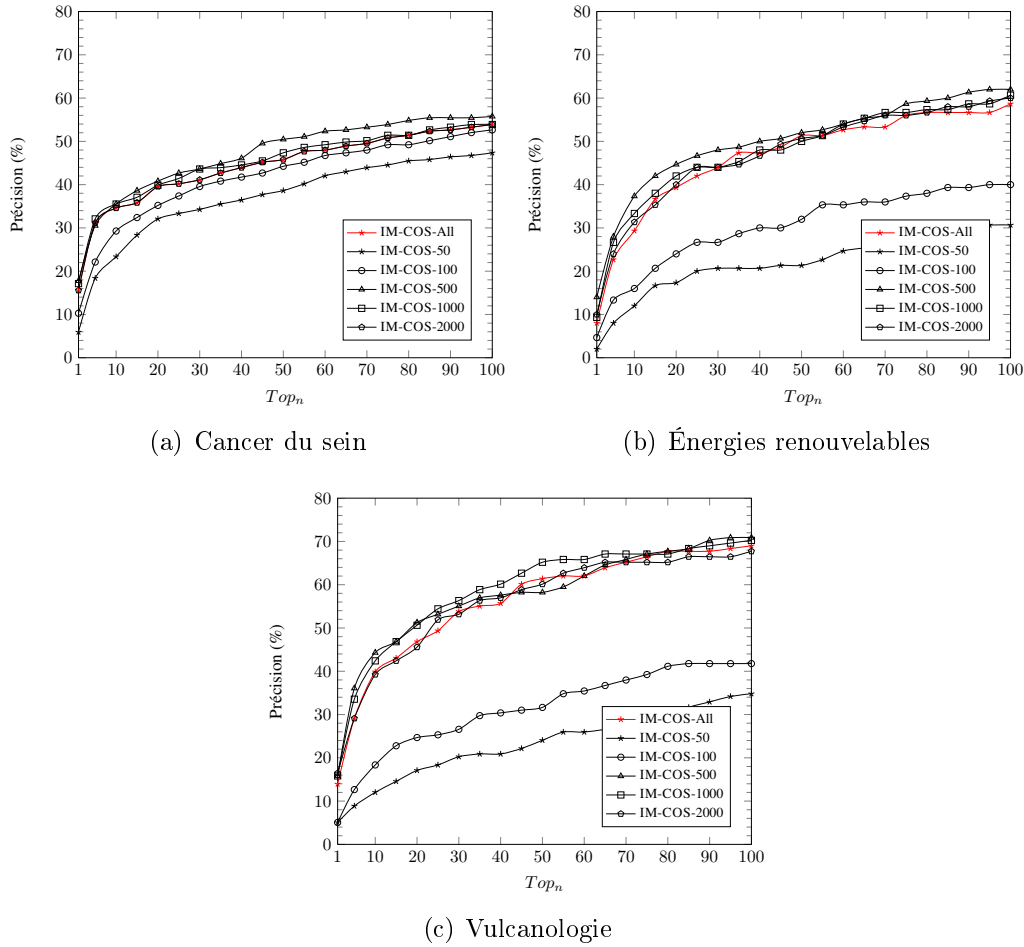 80
70
60
50
40
30
20
10
0
Précision (%)
1 10 20 30 40 50 60 70 80 90 100
Top_n
IM-COS-All
IM-COS-50
IM-COS-100
IM-COS-500
IM-COS-1000
IM-COS-2000
(a) Cancer du sein
80
70
60
50
40
30
20
10
0
Précision (%)
1 10 20 30 40 50 60 70 80 90 100
Top_n
IM-COS-All
IM-COS-50
IM-COS-100
IM-COS-500
IM-COS-1000
IM-COS-2000
(b) Énergies renouvelables
80
70
60
50
40
30
20
10
0
Précision (%)
1 10 20 30 40 50 60 70 80 90 100
Top_n
IM-COS-All
IM-COS-50
IM-COS-100
IM-COS-500
IM-COS-1000
IM-COS-2000
(c) Vulcanologie